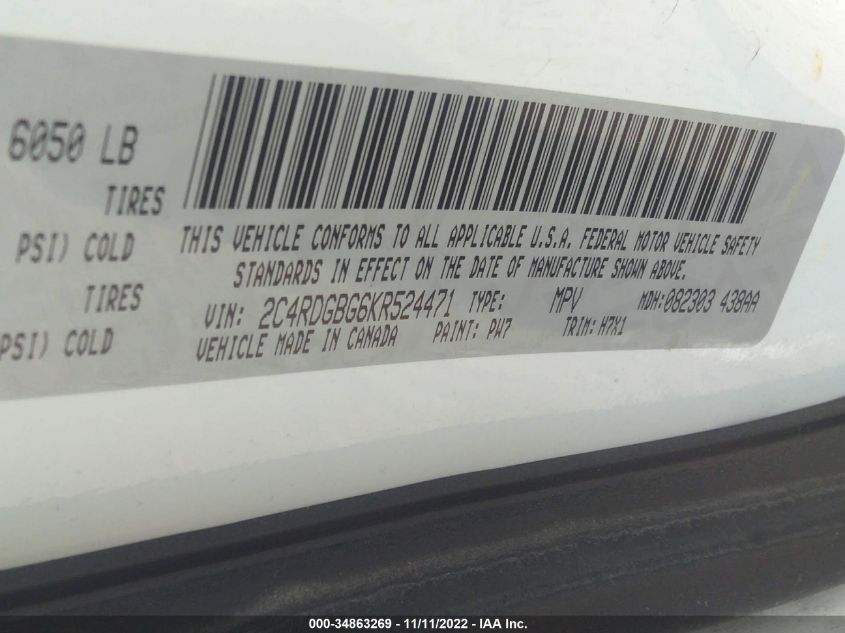 6050 LB
TIRES
PSI) COLD
TIRES
PSI) COLD
THIS VEHICLE CONFORMS TO ALL APPLICABLE U.S.A. FEDERAL MOTOR VEHICLE SAFETY
STANDARDS IN EFFECT ON THE DATE OF MANUFACTURE SHOWN ABOVE.
VIN: 2C4RDGBG6KR524471 TYPE: MPV MDH:082303 438AA
VEHICLE MADE IN CANADA PAINT: PW7 TRIM: H7X1
000-34863269 - 11/11/2022 - IAA Inc.